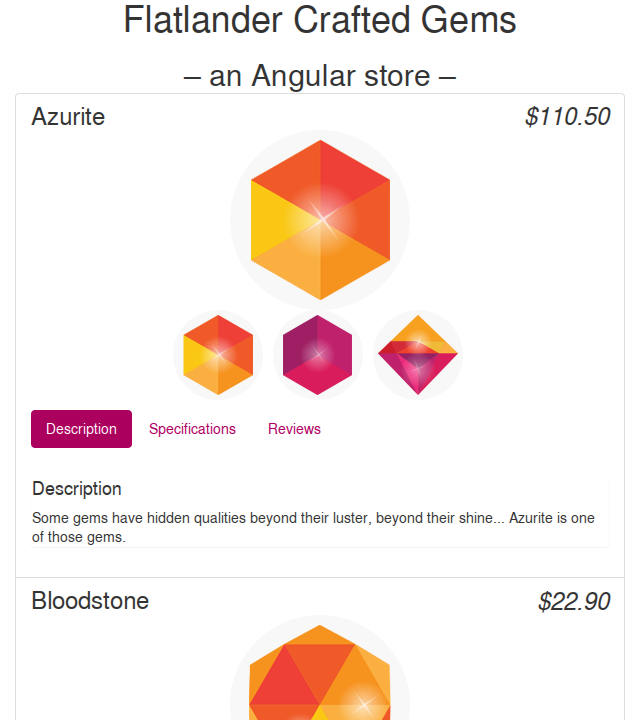 Flatlander Crafted Gems
– an Angular store –
Azurite $110.50
Description Specifications Reviews
Description
Some gems have hidden qualities beyond their luster, beyond their shine... Azurite is one
of those gems.
Bloodstone $22.90